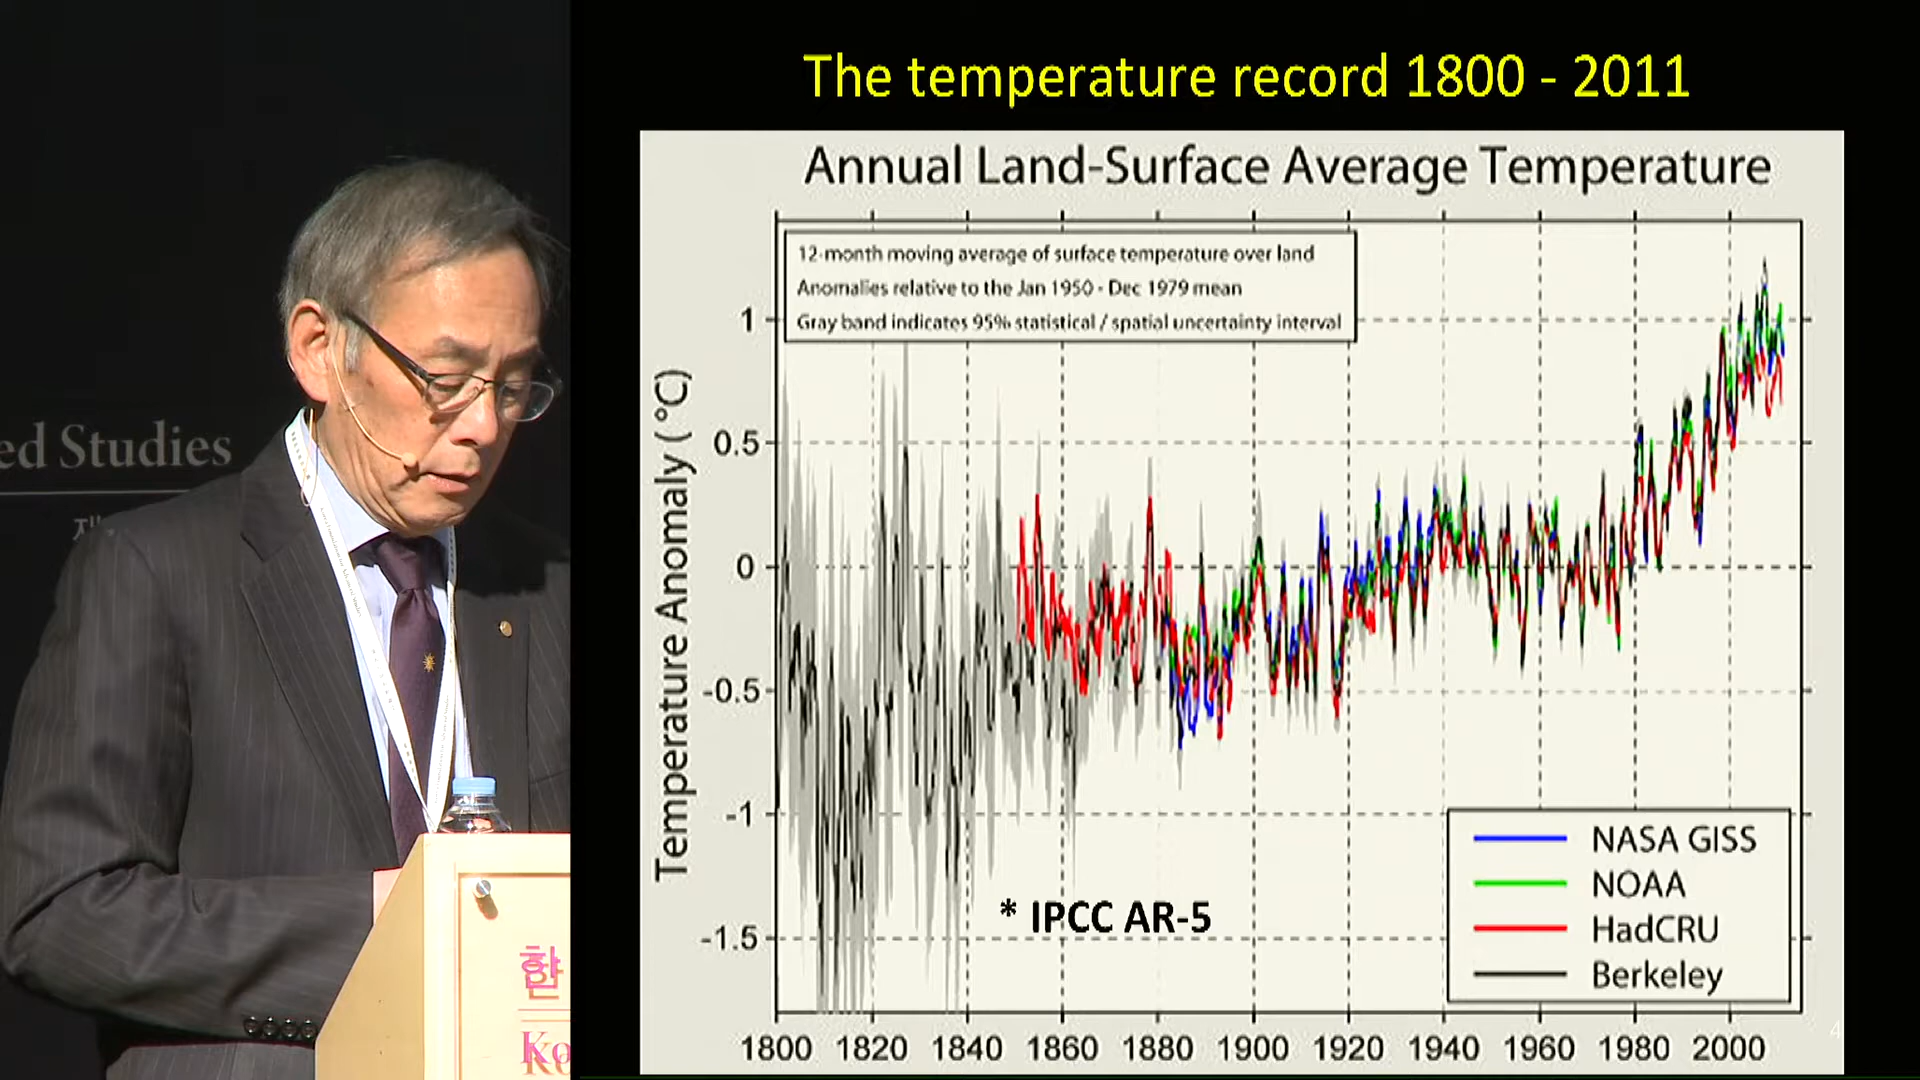 The temperature record 1800 - 2011
Annual Land-Surface Average Temperature
12-month moving average of surface temperature over land
Anomalies relative to the Jan 1950 - Dec 1979 mean
Gray band indicates 95% statistical / spatial uncertainty interval
Temperature Anomaly (°C)
1
0.5
0
-0.5
-1
-1.5
* IPCC AR-5
NASA GISS
NOAA
HadCRU
Berkeley
1800 1820 1840 1860 1880 1900 1920 1940 1960 1980 2000
4
ed Studies
재
한
Ko